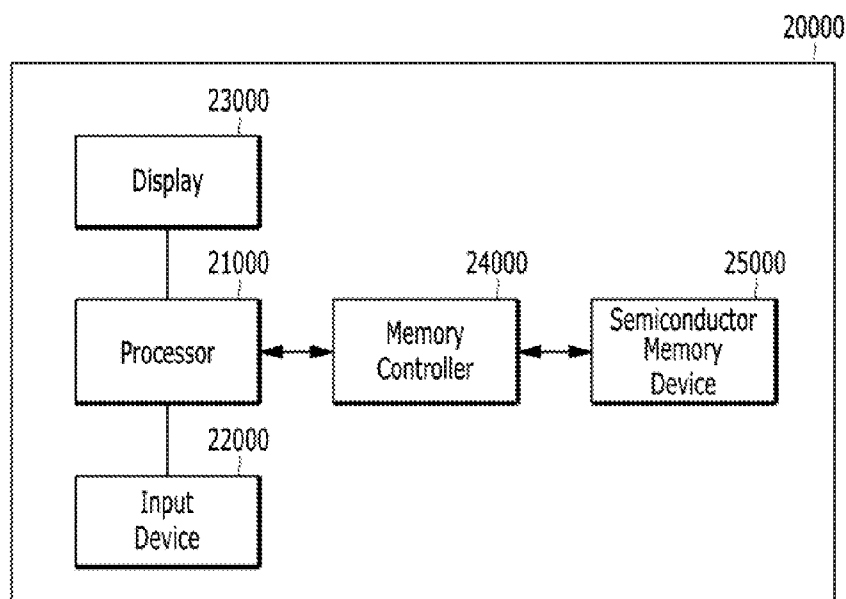 20000
23000
Display
21000
Processor
24000
Memory
Controller
25000
Semiconductor
Memory
Device
22000
Input
Device